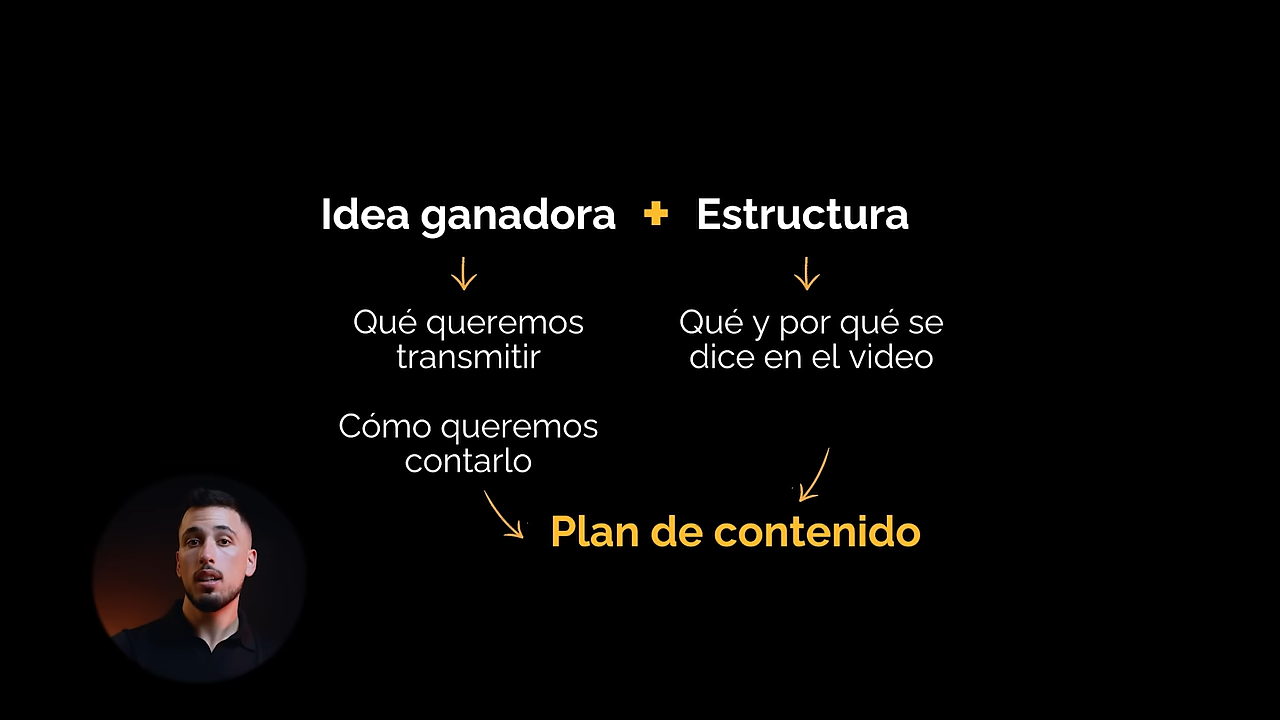 Idea ganadora + Estructura
Qué queremos
transmitir
Qué y por qué se
dice en el video
Cómo queremos
contarlo
Plan de contenido